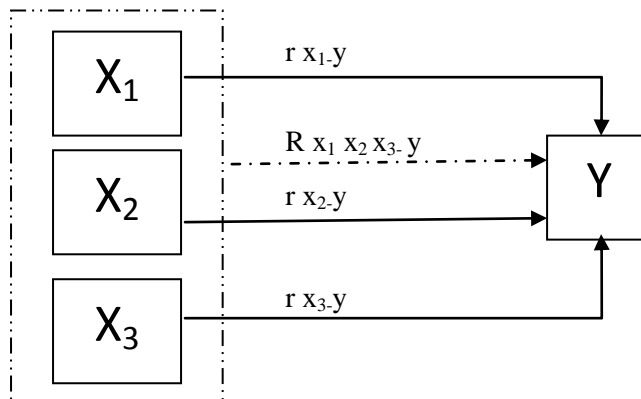 X₁
r x₁-y
R x₁ x₂ x₃- y
X₂
r x₂-y
Y
X₃
r x₃-y